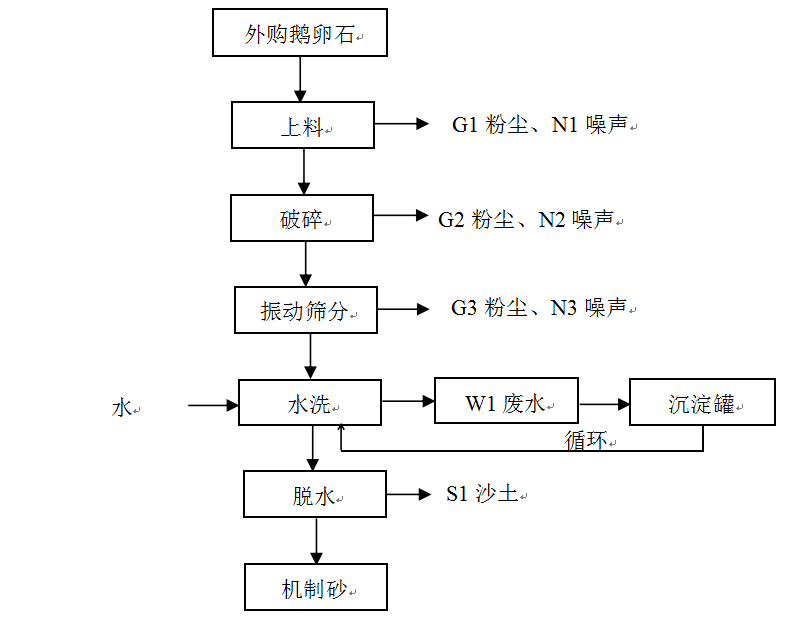 外购鹅卵石
上料
G1 粉尘、N1 噪声
破碎
G2 粉尘、N2 噪声
振动筛分
G3 粉尘、N3 噪声
水
水洗
W1 废水
沉淀罐
循环
脱水
S1 沙土
机制砂